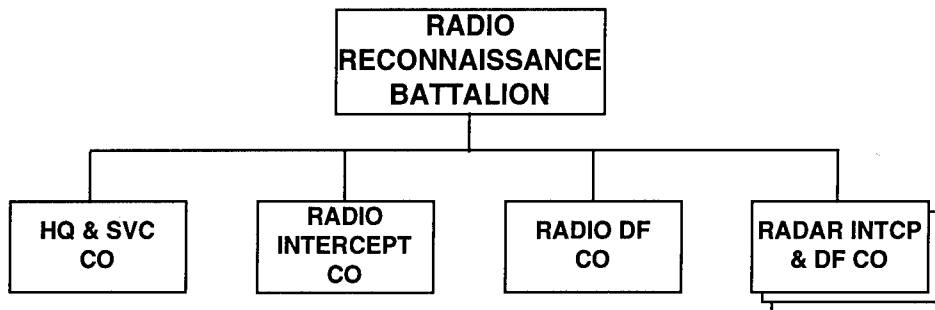 RADIO
RECONNAISSANCE
BATTALION
HQ & SVC
CO
RADIO
INTERCEPT
CO
RADIO DF
CO
RADAR INTCP
& DF CO